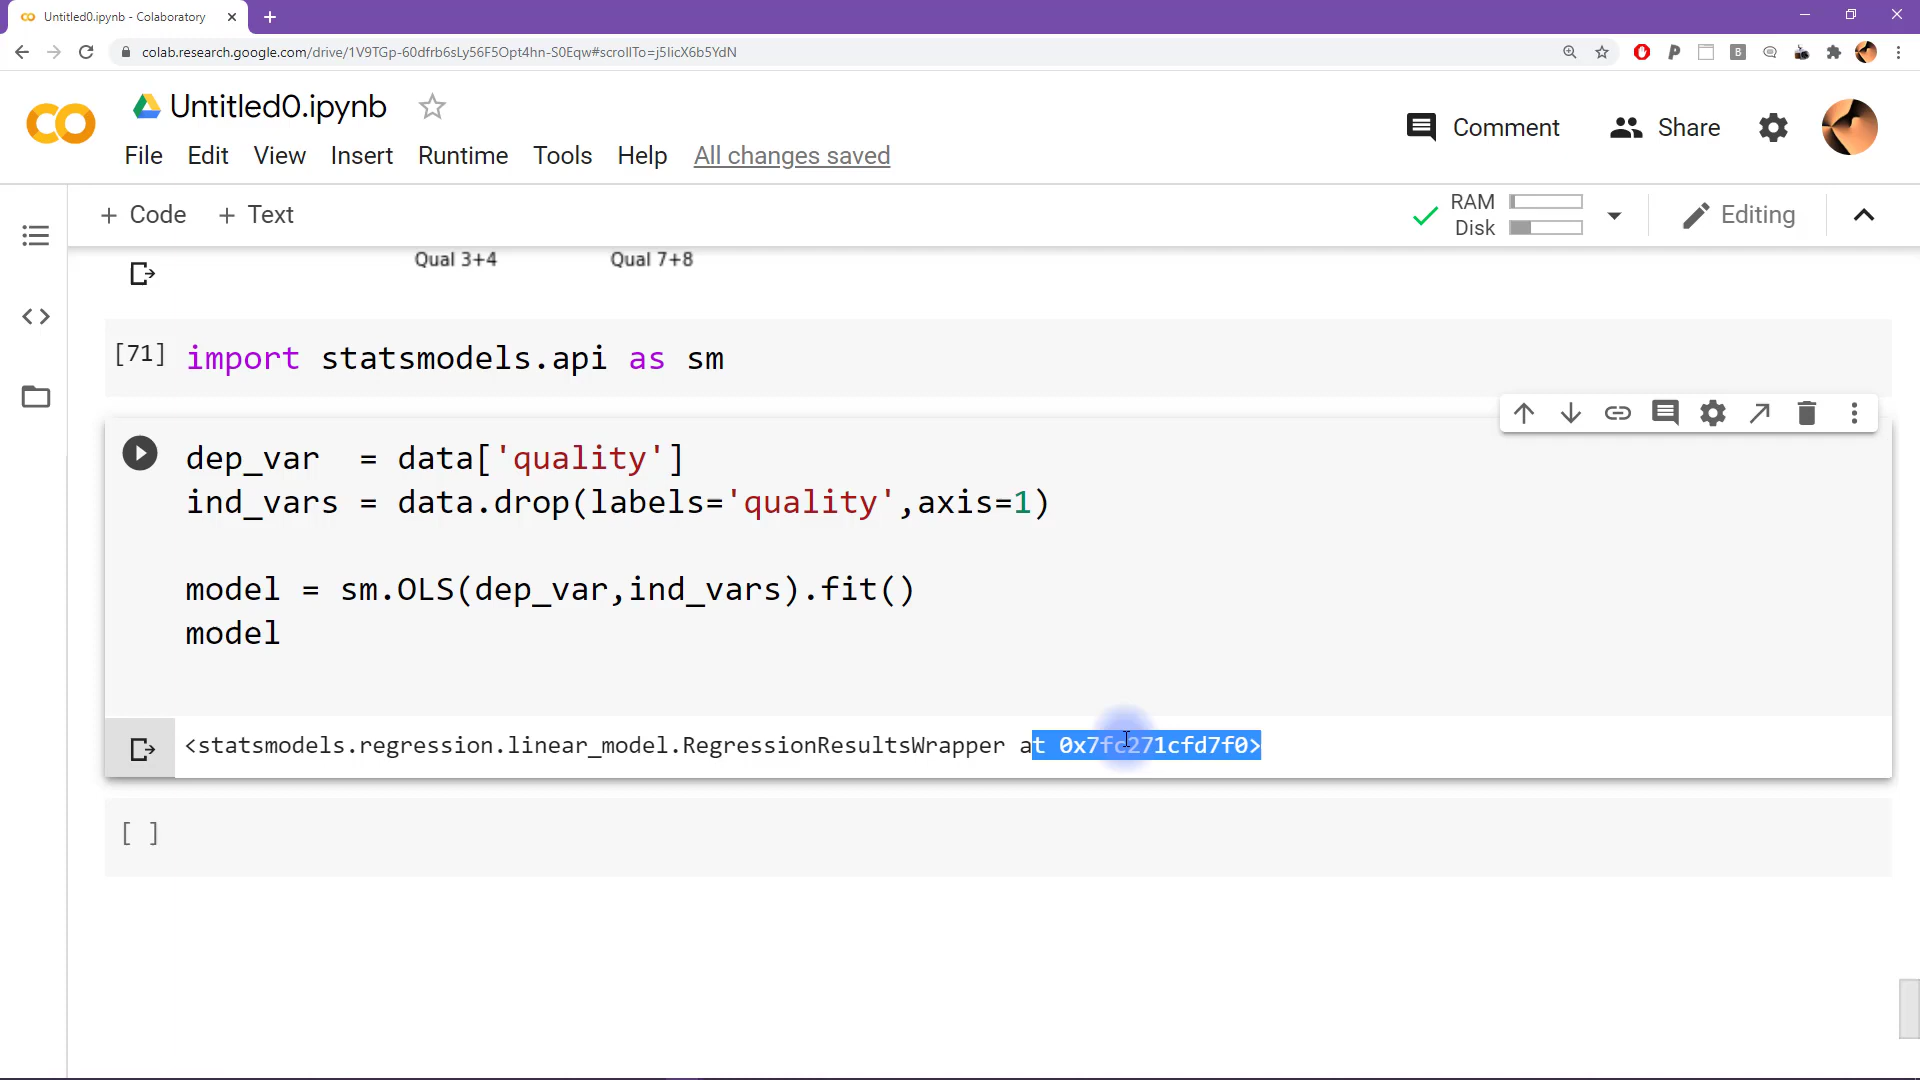 Untitled0.ipynb - Colaboratory
colab.research.google.com/drive/1V9TGp-60dfrb6sLy56F5Opt4hn-S0Eqw#scrollTo=j5IicX6b5YdN
Untitled0.ipynb
Comment
Share
File Edit View Insert Runtime Tools Help All changes saved
+ Code + Text
RAM
Disk
Editing
Qual 3+4 Qual 7+8
[71] import statsmodels.api as sm
dep_var  = data['quality']
ind_vars = data.drop(labels='quality',axis=1)
model = sm.OLS(dep_var,ind_vars).fit()
model
<statsmodels.regression.linear_model.RegressionResultsWrapper at 0x7fc271cfd7f0>
[ ]